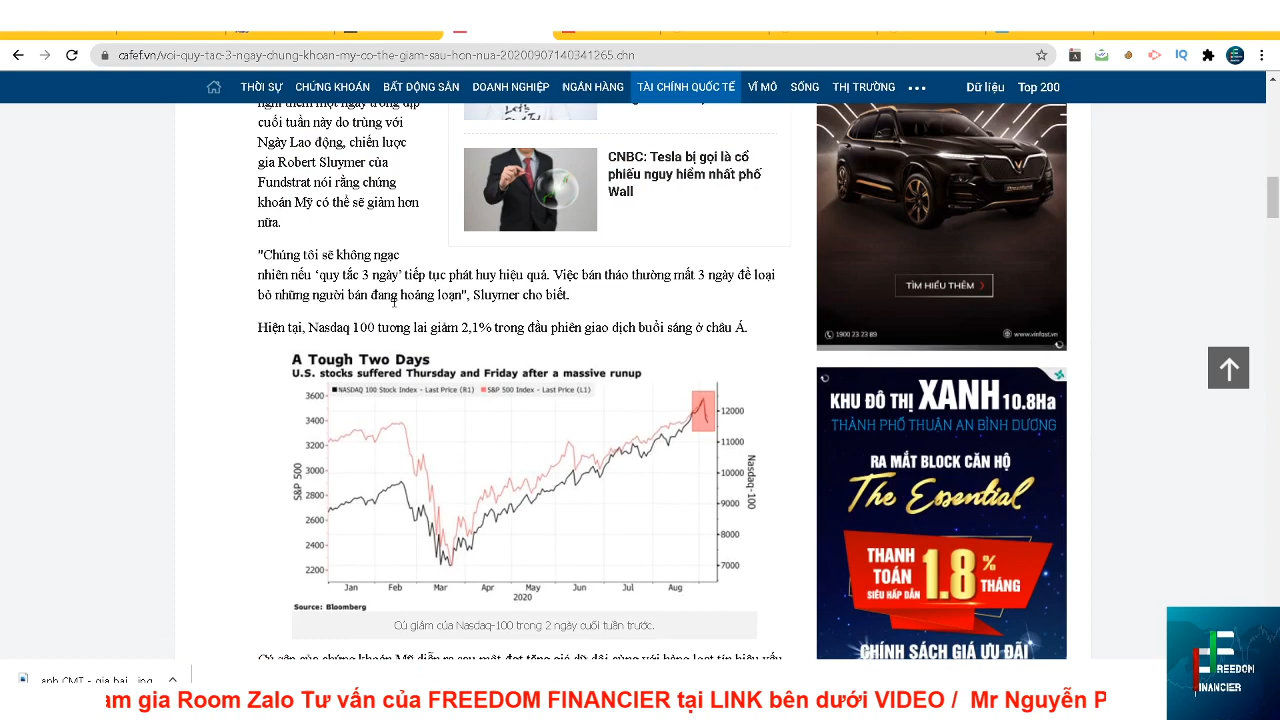 cafef.vn/voi-quy-tac-3-ngay-chung-khoan-my-co-the-giam-sau-hon-nua-20200907140341265.chn
THỜI SỰ CHỨNG KHOÁN BẤT ĐỘNG SẢN DOANH NGHIỆP NGÂN HÀNG TÀI CHÍNH QUỐC TẾ VĨ MÔ SỐNG THỊ TRƯỜNG ••• Dữ liệu Top 200
nghỉ thêm một ngày trong dịp
cuối tuần này do trùng với
Ngày Lao động, chiến lược
gia Robert Sluymer của
Fundstrat nói rằng chứng
khoán Mỹ có thể sẽ giảm hơn
nữa.
CNBC: Tesla bị gọi là cổ
phiếu nguy hiểm nhất phố
Wall
"Chúng tôi sẽ không ngạc
nhiên nếu ‘quy tắc 3 ngày’ tiếp tục phát huy hiệu quả. Việc bán tháo thường mất 3 ngày để loại
bỏ những người bán đang hoảng loạn", Sluymer cho biết.
Hiện tại, Nasdaq 100 tương lai giảm 2,1% trong đầu phiên giao dịch buổi sáng ở châu Á.
A Tough Two Days
U.S. stocks suffered Thursday and Friday after a massive runup
NASDAQ 100 Stock Index - Last Price (R1) S&P 500 Index - Last Price (L1)
3600
3400
3200
3000
2800
2600
2400
2200
S&P 500
12000
11000
10000
9000
8000
7000
Nasdaq-100
Jan Feb Mar Apr May Jun Jul Aug
2020
Source: Bloomberg
Cú giảm của Nasdaq-100 trong 2 ngày cuối tuần trước.
TÌM HIỂU THÊM
1900 23 23 89 www.vinfast.vn
KHU ĐÔ THỊ XANH 10.8Ha
THÀNH PHỐ THUẬN AN BÌNH DƯƠNG
RA MẮT BLOCK CĂN HỘ
The Essential
THANH
TOÁN
SIÊU HẤP DẪN
1.8%
THÁNG
CHÍNH SÁCH GIÁ ƯU ĐÃI
FREEDOM
FINANCIER
am gia Room Zalo Tư vấn của FREEDOM FINANCIER tại LINK bên dưới VIDEO / Mr Nguyễn P